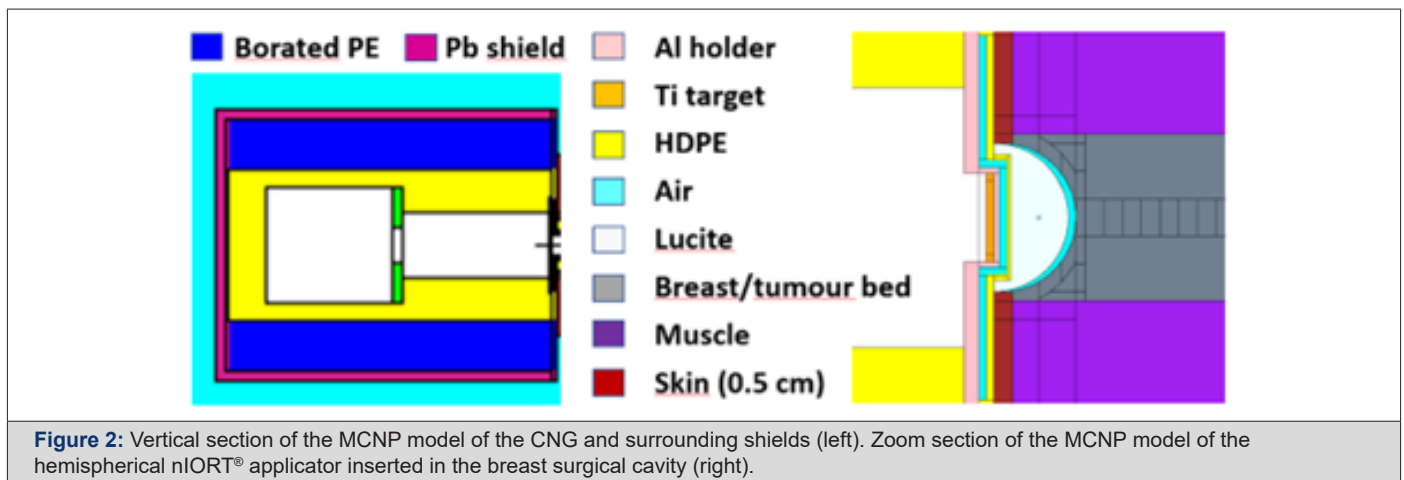 Borated PE Pb shield Al holder
Ti target
HDPE
Air
Lucite
Breast/tumour bed
Muscle
Skin (0.5 cm)
Figure 2: Vertical section of the MCNP model of the CNG and surrounding shields (left). Zoom section of the MCNP model of the
hemispherical nIORT® applicator inserted in the breast surgical cavity (right).